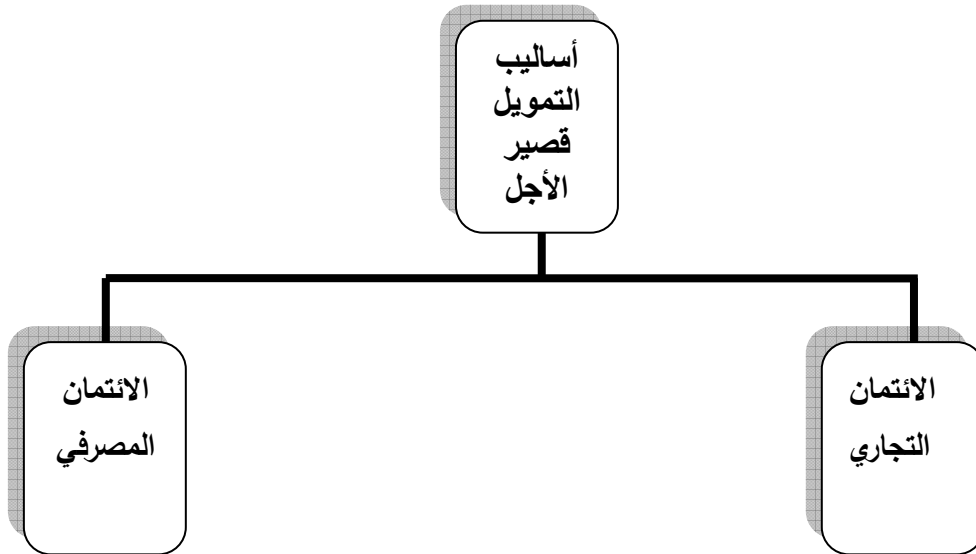 أساليب
التمويل
قصير
الأجل
الائتمان
التجاري
الائتمان
المصرفي